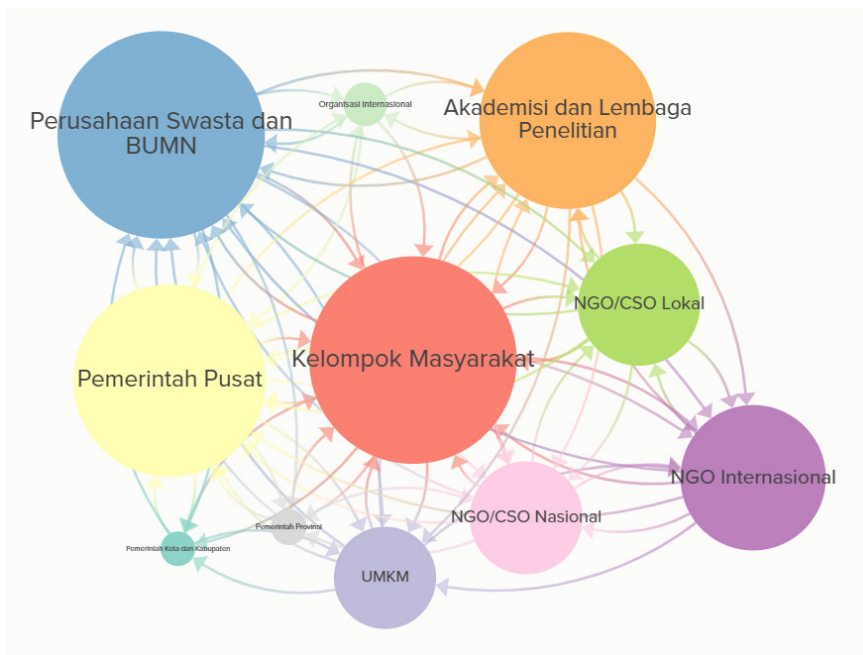 Organisasi Internasional
Perusahaan Swasta dan
BUMN
Akademisi dan Lembaga
Penelitian
NGO/CSO Lokal
Kelompok Masyarakat
Pemerintah Pusat
NGO Internasional
NGO/CSO Nasional
Pemerintah Provinsi
Pemerintah Kota dan Kabupaten
UMKM